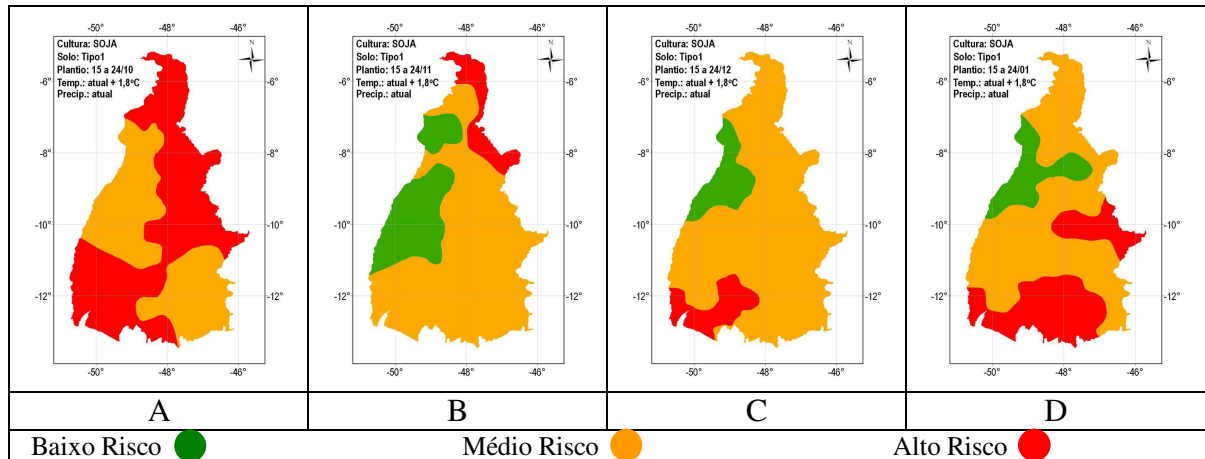 -50° -48° -46°
Cultura: SOJA
Solo: Tipo1
Plantio: 15 a 24/10
Temp.: atual + 1,8ºC
Precip.: atual
N
-6° -6°
-8° -8°
-10° -10°
-12° -12°
-50° -48° -46°
-50° -48° -46°
Cultura: SOJA
Solo: Tipo1
Plantio: 15 a 24/11
Temp.: atual + 1,8ºC
Precip.: atual
N
-6° -6°
-8° -8°
-10° -10°
-12° -12°
-50° -48° -46°
-50° -48° -46°
Cultura: SOJA
Solo: Tipo1
Plantio: 15 a 24/12
Temp.: atual + 1,8ºC
Precip.: atual
N
-6° -6°
-8° -8°
-10° -10°
-12° -12°
-50° -48° -46°
-50° -48° -46°
Cultura: SOJA
Solo: Tipo1
Plantio: 15 a 24/01
Temp.: atual + 1,8ºC
Precip.: atual
N
-6° -6°
-8° -8°
-10° -10°
-12° -12°
-50° -48° -46°
A B C D
Baixo Risco Médio Risco Alto Risco